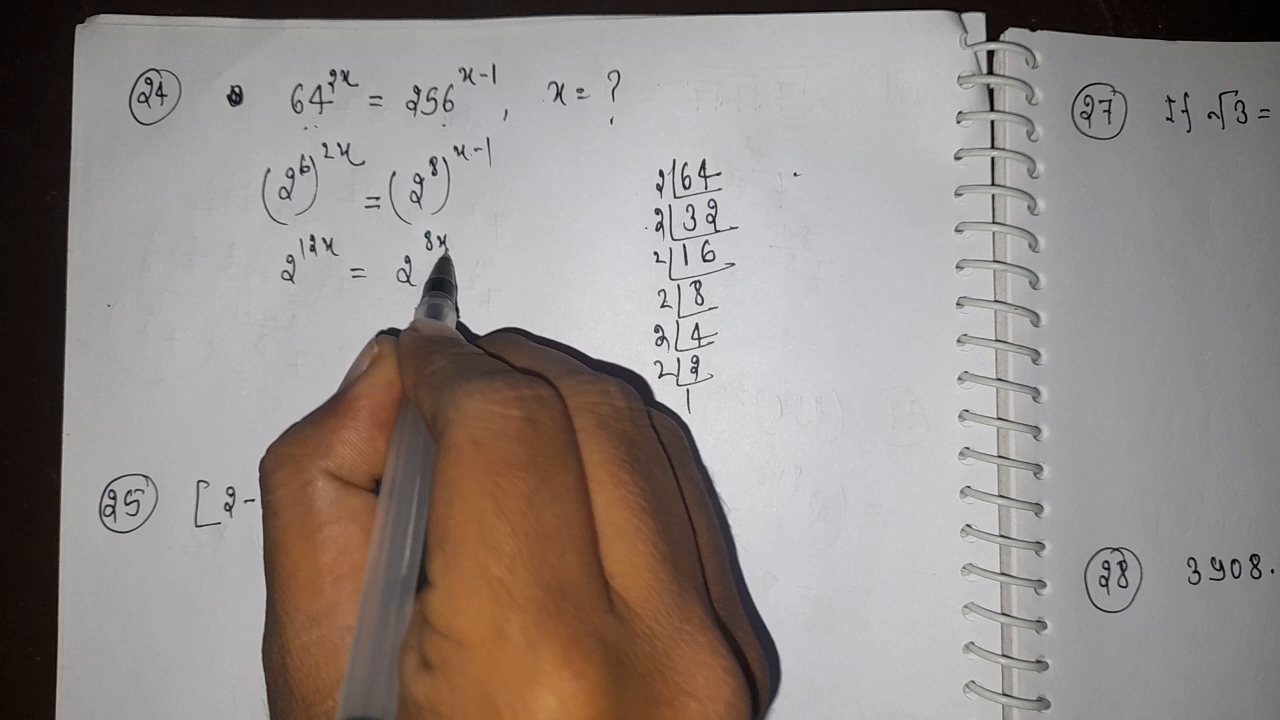 24 64^2x = 256^x-1, x = ?
(2^6)^2x = (2^8)^x-1
2^12x = 2^8x
2 64
2 32
2 16
2 8
2 4
2 2
1
25 [2-
27 If √3 =
28 3908.